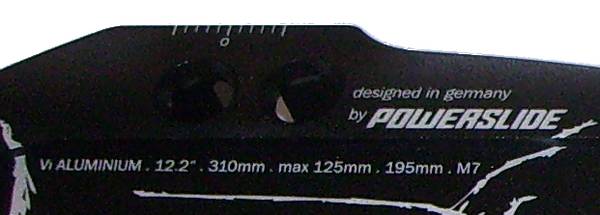 0
designed in germany
by POWERSLIDE
Vi ALUMINIUM . 12.2" . 310mm . max 125mm . 195mm . M7